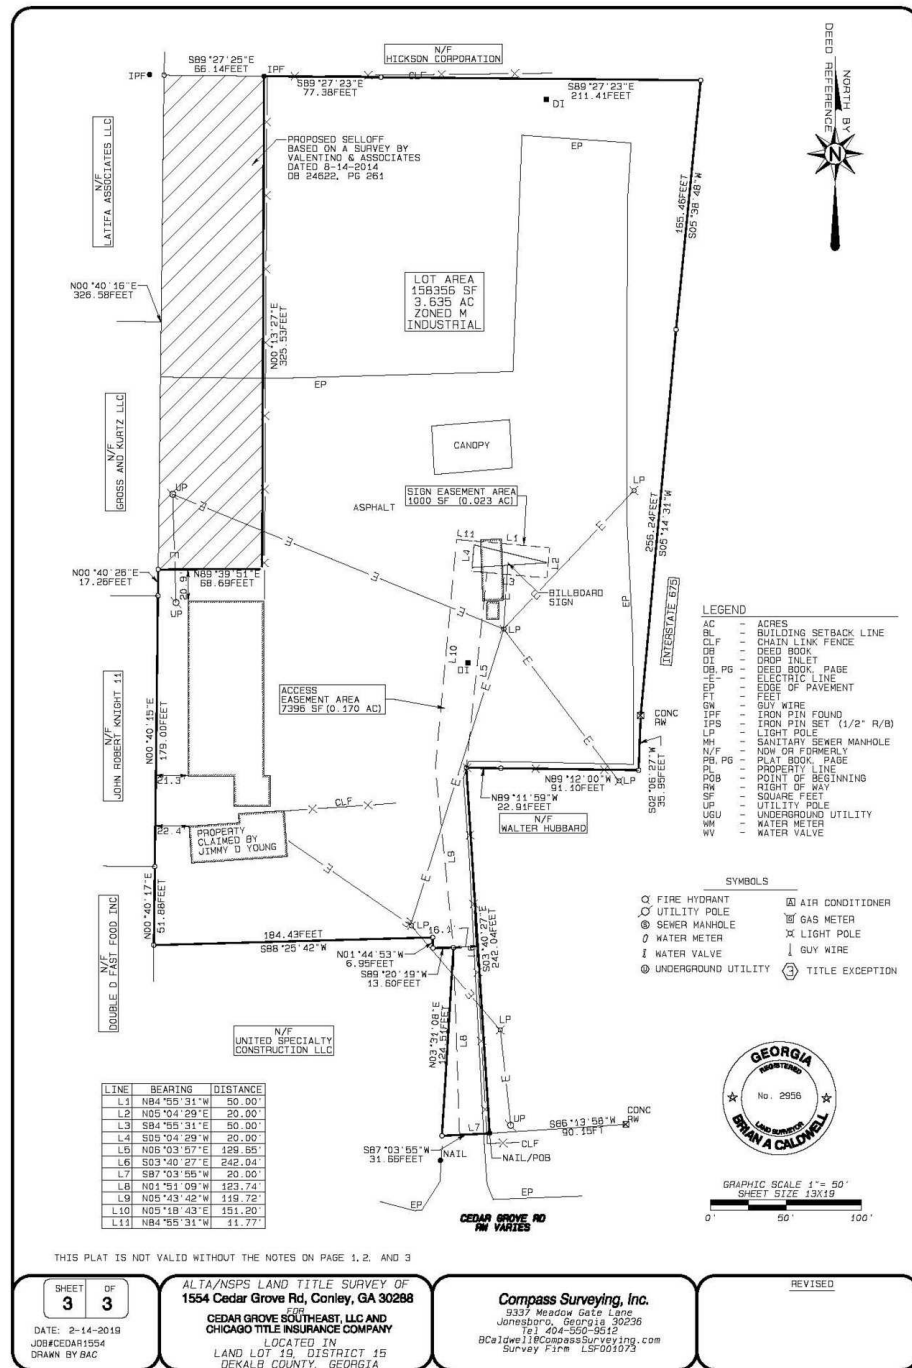 N/F
HICKSON CORPORATION
S89°27'25"E
66.14FEET
IPF
IPF
CLF
S89°27'23"E
77.38FEET
S89°27'23"E
211.41FEET
DI
EP
NORTH BY
DEED REFERENCE
N
N/F
LATIFA ASSOCIATES LLC
PROPOSED SELLOFF
BASED ON A SURVEY BY
VALENTINO & ASSOCIATES
DATED 8-14-2014
DB 24622, PG 261
165.46FEET
S05°38'48"W
N00°40'16"E
326.58FEET
LOT AREA
158356 SF
3.635 AC
ZONED M
INDUSTRIAL
N00°13'27"E
325.53FEET
EP
N/F
GROSS AND KURTZ LLC
CANOPY
UP
E
LP
SIGN EASEMENT AREA
1000 SF (0.023 AC)
ASPHALT
256.24FEET
S05°14'31"W
L11
L1
L4
L2
L3
N00°40'26"E
17.26FEET
N89°39'51"E
68.69FEET
20.9
UP
BILLBOARD
SIGN
EP
LP
INTERSTATE 675
L10
DI
L5
ACCESS
EASEMENT AREA
7396 SF(0.170 AC)
N/F
JOHN ROBERT KNIGHT 11
N00°40'15"E
179.00FEET
CONC
RW
21.3
S02°06'27"W
35.95FEET
N89°12'00"W
91.10FEET
LP
N89°11'59"W
22.91FEET
N/F
WALTER HUBBARD
CLF
22.4
PROPERTY
CLAIMED BY
JIMMY D YOUNG
L9
N/F
DOUBLE D FAST FOOD INC
N00°40'17"E
51.88FEET
LP
16.1
184.43FEET
S88°25'42"W
N01°44'53"W
6.95FEET
S89°20'19"W
13.60FEET
S03°40'27"E
242.04FEET
L6
N/F
UNITED SPECIALTY
CONSTRUCTION LLC
N03°31'08"E
124.51FEET
L8
LP
E
UP
S86°13'58"W
90.15FT
CONC
RW
L7
S87°03'55"W
31.66FEET
NAIL
CLF
NAIL/POB
EP
EP
CEDAR GROVE RD
RW VARIES
LEGEND
AC - ACRES
BL - BUILDING SETBACK LINE
CLF - CHAIN LINK FENCE
DB - DEED BOOK
DI - DROP INLET
DB,PG - DEED BOOK, PAGE
-E- - ELECTRIC LINE
EP - EDGE OF PAVEMENT
FT - FEET
GW - GUY WIRE
IPF - IRON PIN FOUND
IPS - IRON PIN SET (1/2" R/B)
LP - LIGHT POLE
MH - SANITARY SEWER MANHOLE
N/F - NOW OR FORMERLY
PB,PG - PLAT BOOK, PAGE
PL - PROPERTY LINE
POB - POINT OF BEGINNING
RW - RIGHT OF WAY
SF - SQUARE FEET
UP - UTILITY POLE
UGU - UNDERGROUND UTILITY
WM - WATER METER
WV - WATER VALVE
SYMBOLS
FIRE HYDRANT
UTILITY POLE
SEWER MANHOLE
WATER METER
WATER VALVE
UNDERGROUND UTILITY
AIR CONDITIONER
GAS METER
LIGHT POLE
GUY WIRE
3 TITLE EXCEPTION
LINE BEARING DISTANCE
L1 N84°55'31"W 50.00'
L2 N05°04'29"E 20.00'
L3 S84°55'31"E 50.00'
L4 S05°04'29"W 20.00'
L5 N06°03'57"E 129.65'
L6 S03°40'27"E 242.04'
L7 S87°03'55"W 20.00'
L8 N01°51'09"W 123.74'
L9 N05°43'42"W 119.72'
L10 N05°18'43"E 151.20'
L11 N84°55'31"W 11.77'
GEORGIA
REGISTERED
No. 2956
LAND SURVEYOR
BRIAN A CALDWELL
GRAPHIC SCALE 1"= 50'
SHEET SIZE 13X19
0' 50' 100'
THIS PLAT IS NOT VALID WITHOUT THE NOTES ON PAGE 1,2, AND 3
SHEET OF
3 3
DATE: 2-14-2019
JOB#CEDAR1554
DRAWN BY BAC
ALTA/NSPS LAND TITLE SURVEY OF
1554 Cedar Grove Rd, Conley, GA 30288
FOR
CEDAR GROVE SOUTHEAST, LLC AND
CHICAGO TITLE INSURANCE COMPANY
LOCATED IN
LAND LOT 19, DISTRICT 15
DEKALB COUNTY, GEORGIA
Compass Surveying, Inc.
9337 Meadow Gate Lane
Jonesboro, Georgia 30236
Tel 404-550-9512
BCaldwell@CompassSurveying.com
Survey Firm LSF001073
REVISED